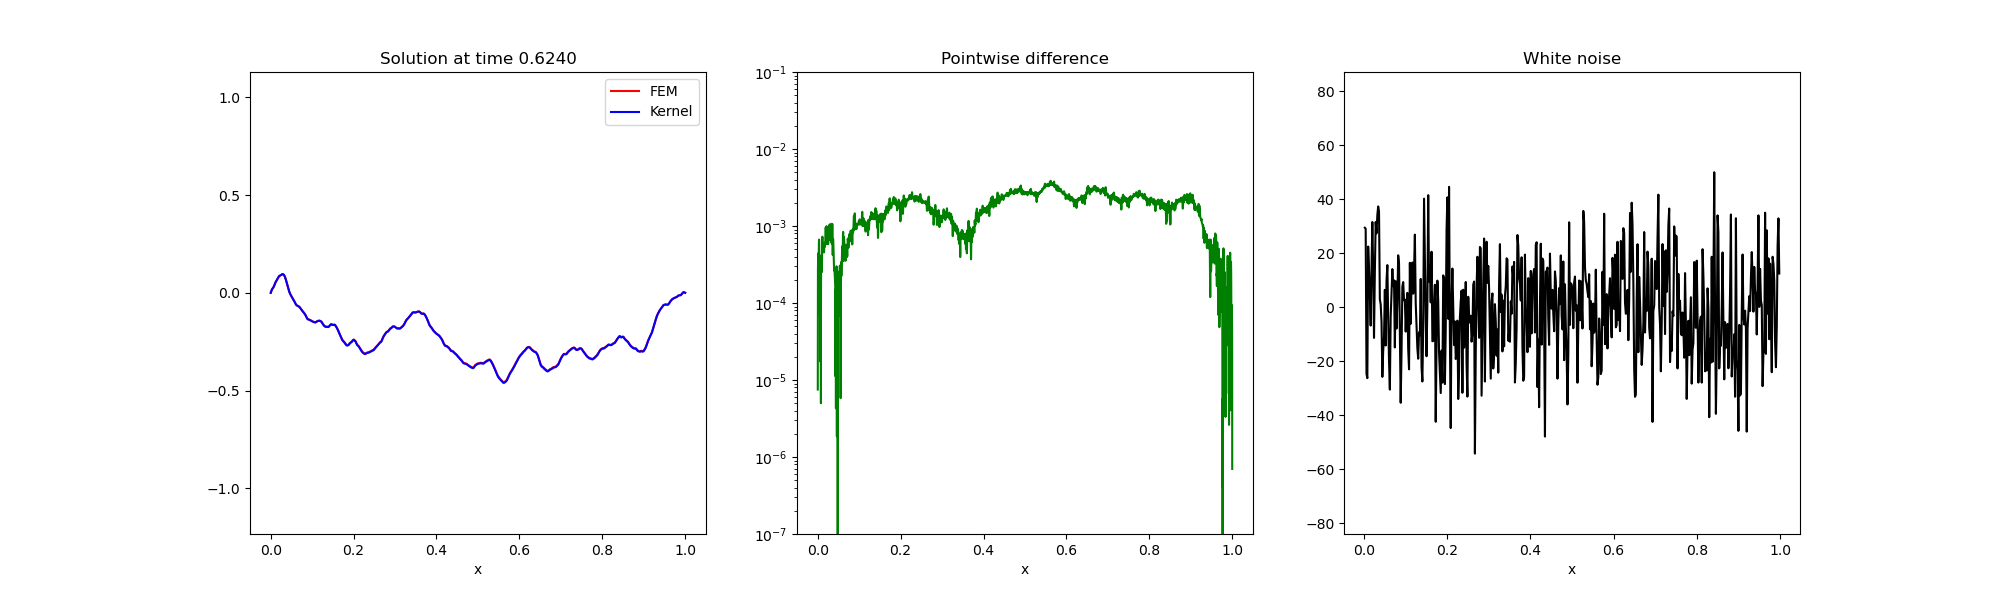 Solution at time 0.6240
1.0
0.5
0.0
−0.5
−1.0
0.0 0.2 0.4 0.6 0.8 1.0
x
FEM
Kernel
Pointwise difference
10⁻¹
10⁻²
10⁻³
10⁻⁴
10⁻⁵
10⁻⁶
10⁻⁷
0.0 0.2 0.4 0.6 0.8 1.0
x
White noise
80
60
40
20
0
−20
−40
−60
−80
0.0 0.2 0.4 0.6 0.8 1.0
x